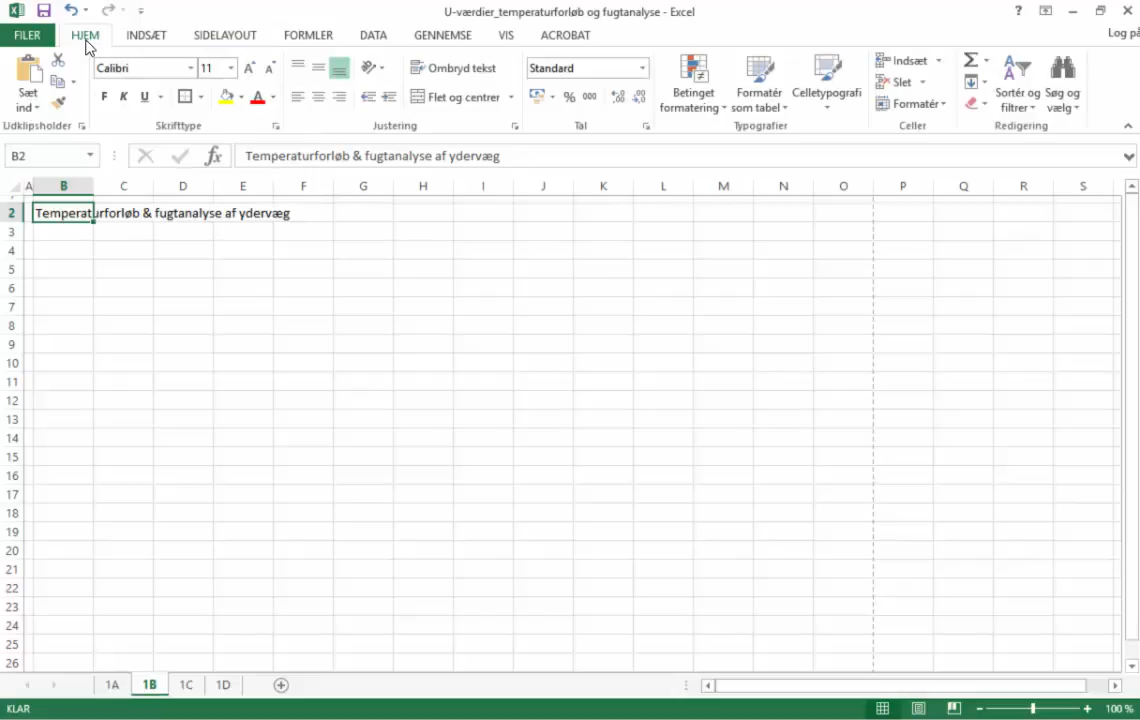 U-værdier_temperaturforløb og fugtanalyse - Excel
?
FILER HJEM INDSÆT SIDELAYOUT FORMLER DATA GENNEMSE VIS ACROBAT Log på
Calibri 11 A A Ombryd tekst Standard
Sæt ind
F K U A Flet og centrer % 000
Betinget formatering
Formatér som tabel
Celletypografi
Indsæt
Slet
Formatér
Σ
Sortér og filtrer
Søg og vælg
Udklipsholder Skrifttype Justering Tal Typografier Celler Redigering
B2 fx Temperaturforløb & fugtanalyse af ydervæg
A B C D E F G H I J K L M N O P Q R S
2 Temperaturforløb & fugtanalyse af ydervæg
3
4
5
6
7
8
9
10
11
12
13
14
15
16
17
18
19
20
21
22
23
24
25
26
1A 1B 1C 1D
KLAR 100 %